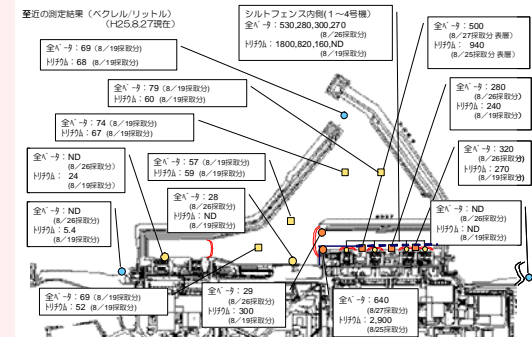 至近の測定結果（ベクレル/リットル）
（H25.8.27現在）
シルトフェンス内側(１～４号機)
全ベータ：530,280,300,270
(8/26採取分)
トリチウム：1800,820,160,ND
(8/19採取分)
全ベータ：500
(8/27採取分 表層)
トリチウム： 940
(8/25採取分 表層)
全ベータ：69 (8/19採取分)
トリチウム：68 (8/19採取分)
全ベータ：79 (8/19採取分)
トリチウム：60 (8/19採取分)
全ベータ：280
(8/26採取分)
トリチウム：240
(8/19採取分)
全ベータ：74 (8/19採取分)
トリチウム：67 (8/19採取分)
全ベータ：320
(8/26採取分)
トリチウム：270
(8/19採取分)
全ベータ：ND
(8/26採取分)
トリチウム： 24
(8/19採取分)
全ベータ：57 (8/19採取分)
トリチウム：59 (8/19採取分)
全ベータ：28
(8/26採取分)
トリチウム：ND
(8/19採取分)
全ベータ：ND
(8/26採取分)
トリチウム：5.4
(8/19採取分)
全ベータ：ND
(8/26採取分)
トリチウム：ND
(8/19採取分)
全ベータ：69 (8/19採取分)
トリチウム：52 (8/19採取分)
全ベータ：29
(8/26採取分)
トリチウム：300
(8/19採取分)
全ベータ：640
(8/27採取分)
トリチウム：2,900
(8/25採取分)